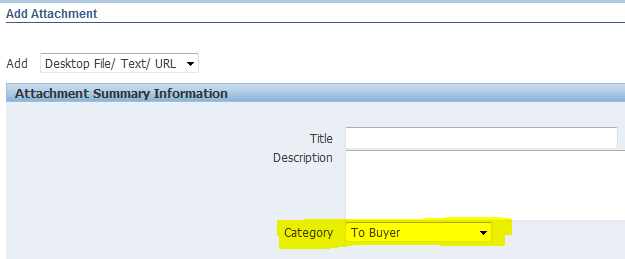 Add Attachment
Add Desktop File/ Text/ URL
Attachment Summary Information
Title
Description
Category To Buyer